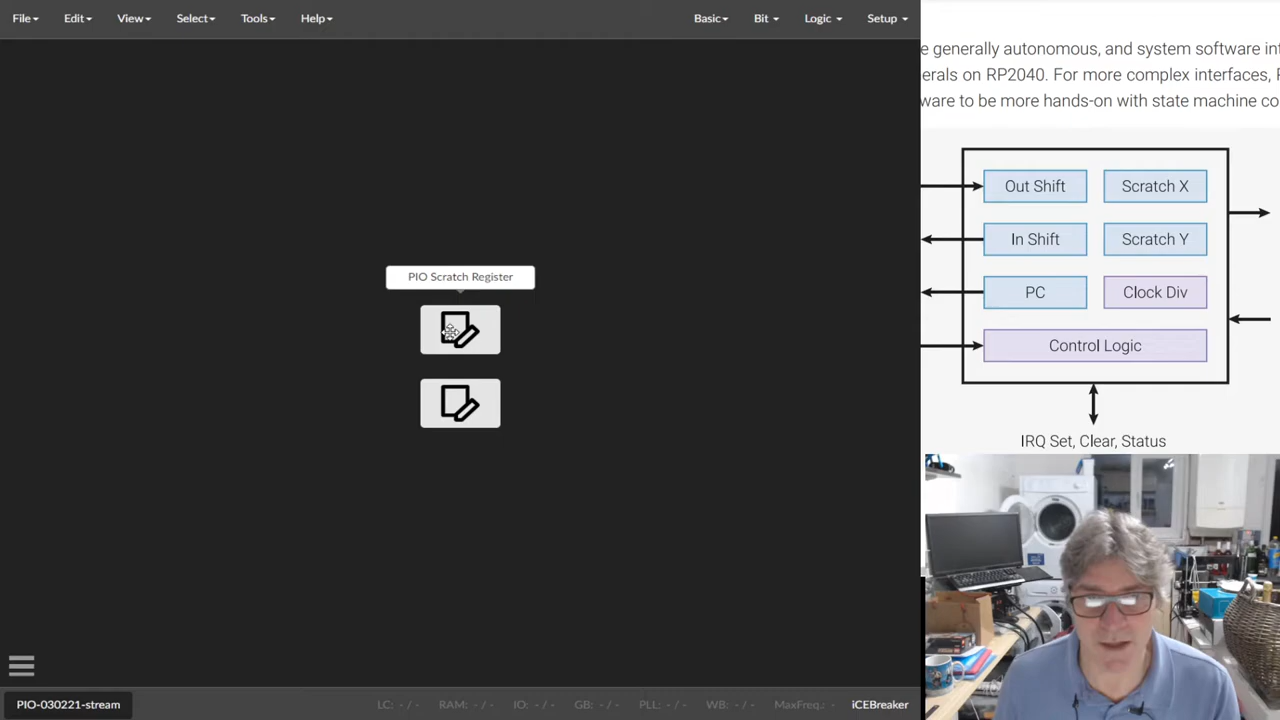 File Edit View Select Tools Help Basic Bit Logic Setup
e generally autonomous, and system software in
erals on RP2040. For more complex interfaces,
ware to be more hands-on with state machine co
Out Shift Scratch X
In Shift Scratch Y
PC Clock Div
Control Logic
IRQ Set, Clear, Status
PIO Scratch Register
PIO-030221-stream LC: - / - RAM: - / - IO: - / - GB: - / - PLL: - / - WB: - / - MaxFreq.: - iCEBreaker